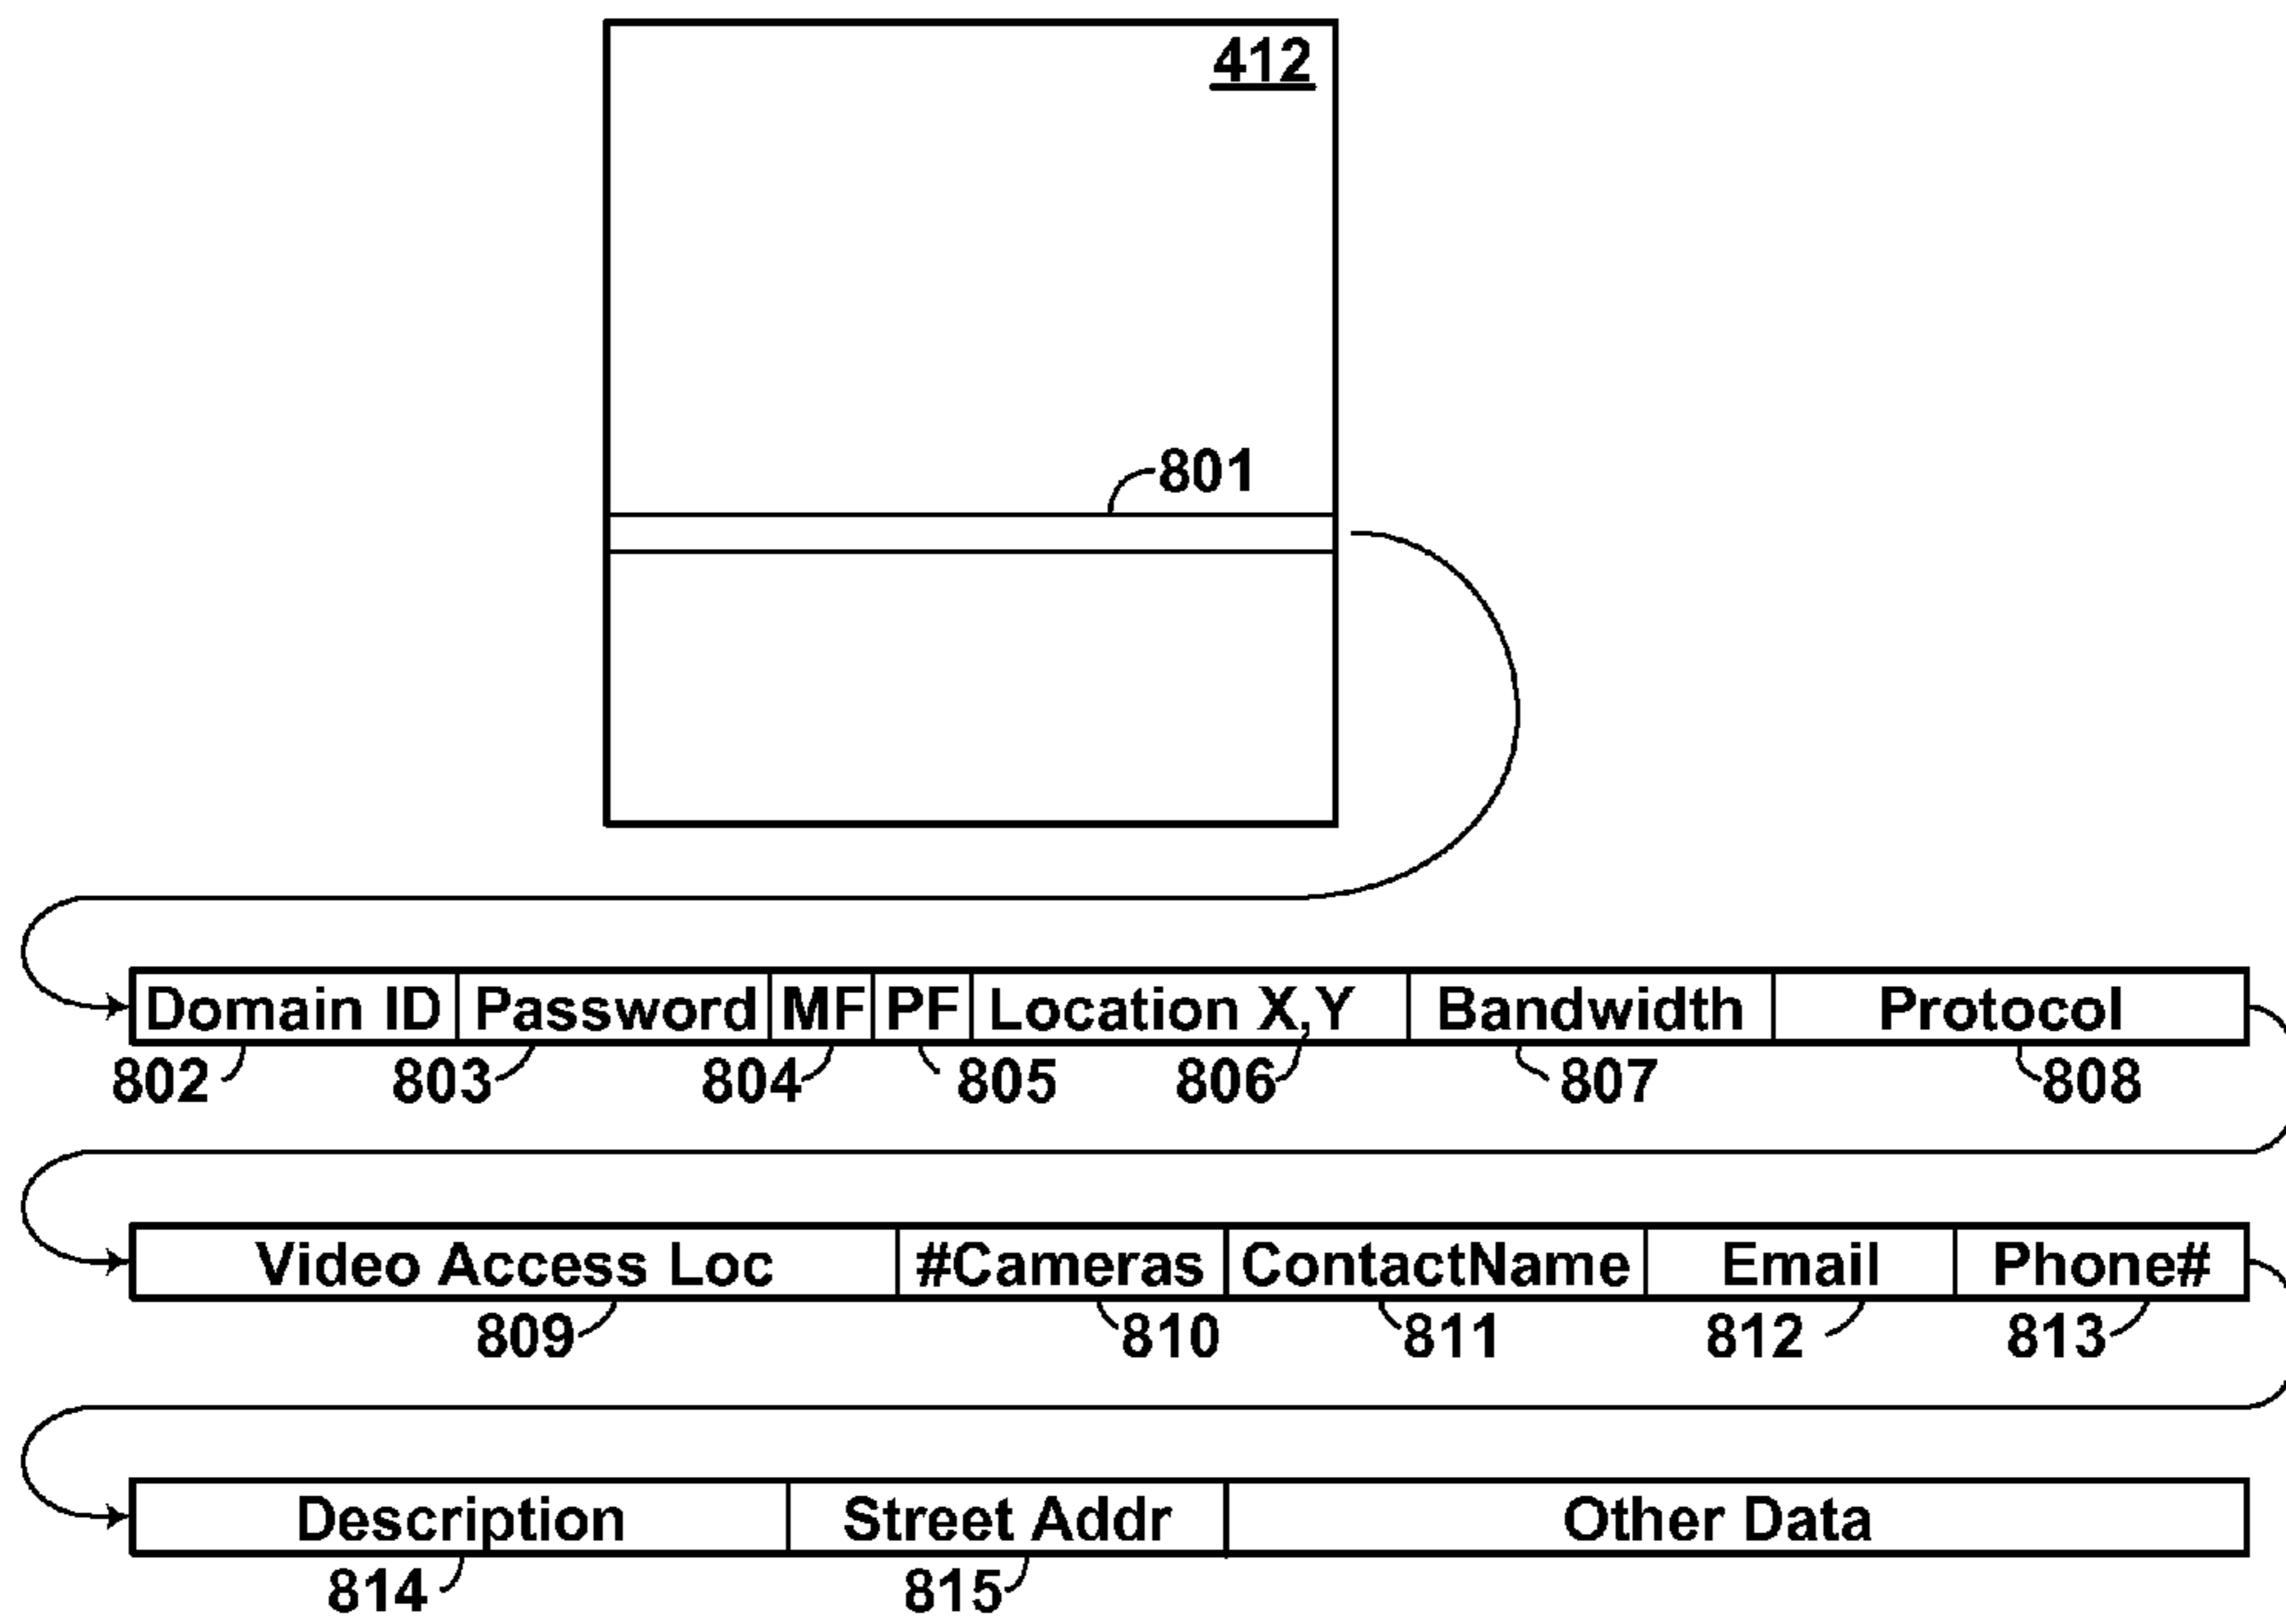 412
801
Domain ID Password MF PF Location X,Y Bandwidth Protocol
802 803 804 805 806 807 808
Video Access Loc #Cameras ContactName Email Phone#
809 810 811 812 813
Description Street Addr Other Data
814 815